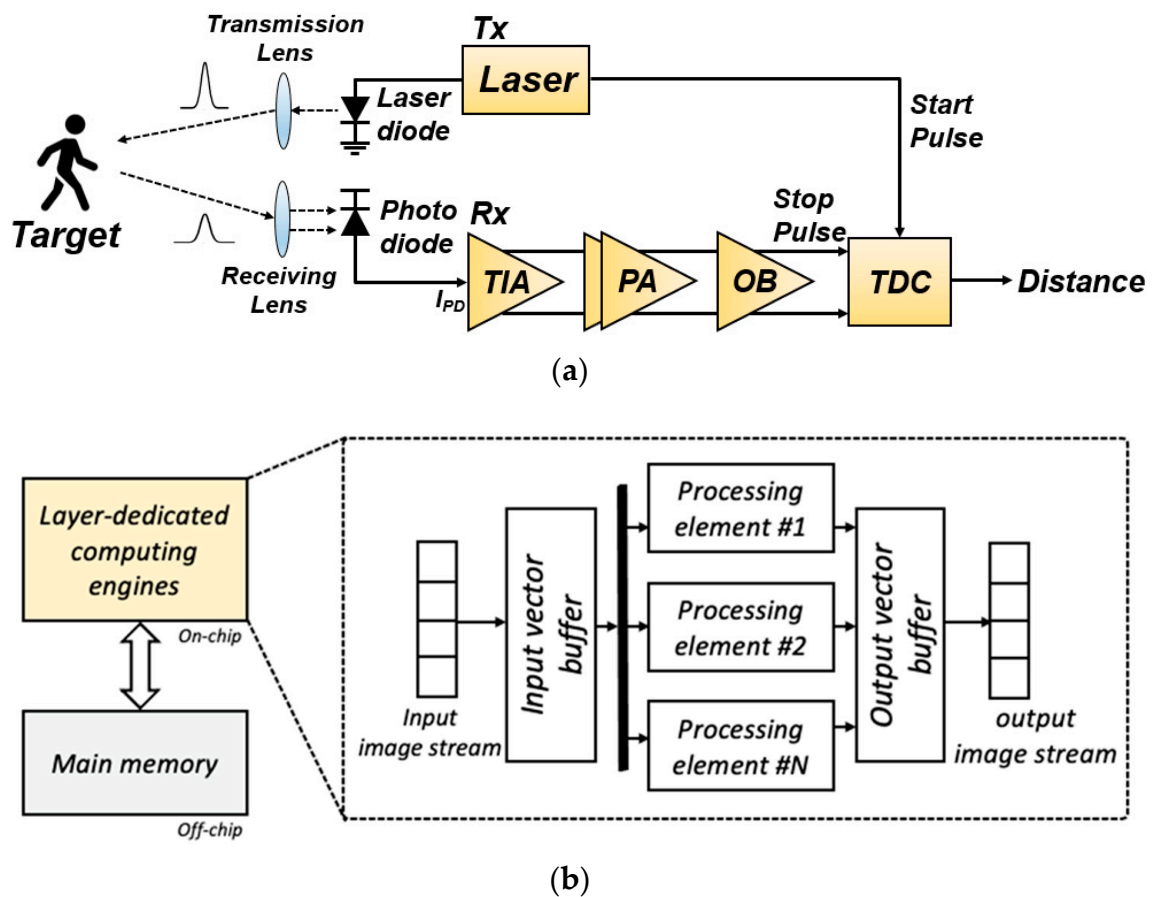 Transmission
Lens
Tx
Laser
Laser
diode
Start
Pulse
Target
Photo
diode
Rx
Stop
Pulse
Receiving
Lens
I_PD
TIA
PA
OB
TDC
Distance
(a)
Layer-dedicated
computing
engines
On-chip
Main memory
Off-chip
Input
image stream
Input vector
buffer
Processing
element #1
Processing
element #2
Processing
element #N
Output vector
buffer
output
image stream
(b)